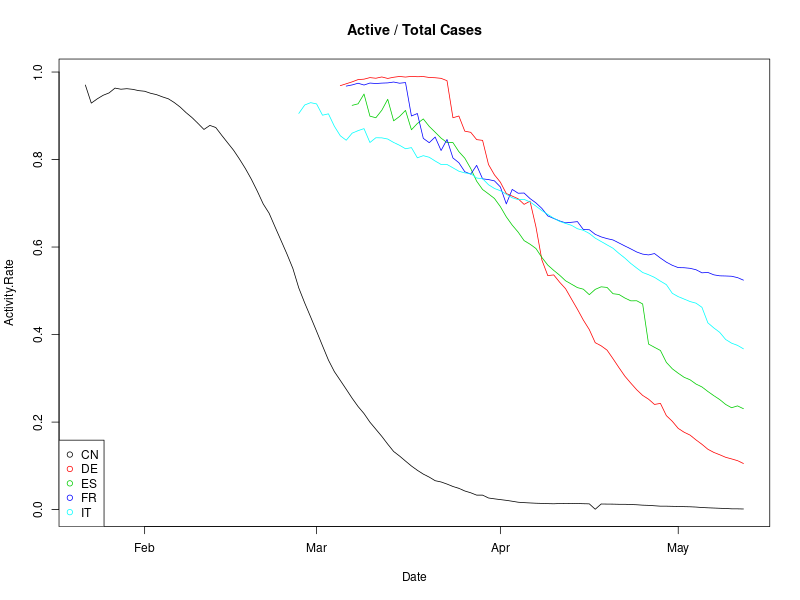 Active / Total Cases
Activity.Rate
1.0
0.8
0.6
0.4
0.2
0.0
CN
DE
ES
FR
IT
Feb
Mar
Apr
May
Date